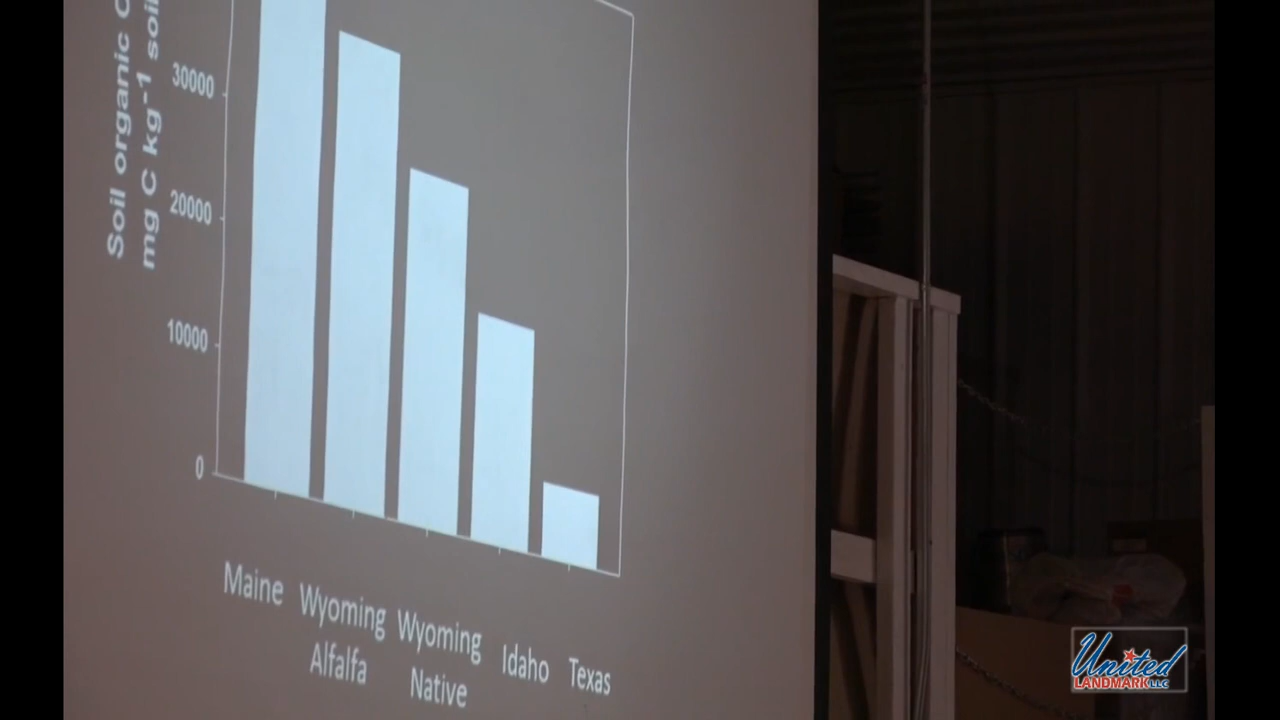 Soil organic C
mg C kg-1 soil
30000
20000
10000
0
Maine
Wyoming
Alfalfa
Wyoming
Native
Idaho
Texas
United
LANDMARK LLC